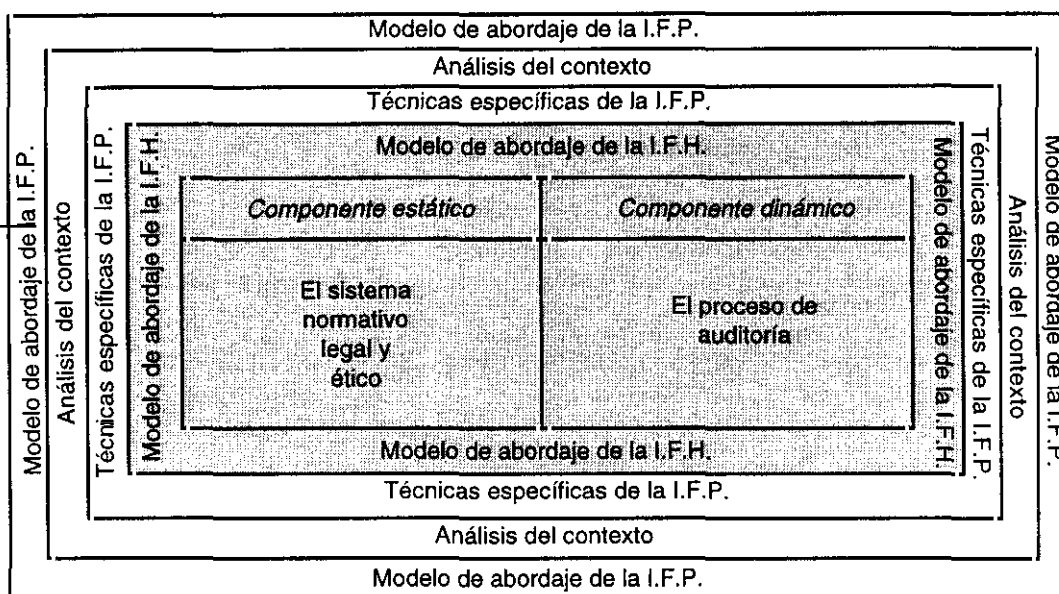 Modelo de abordaje de la I.F.P.
Análisis del contexto
Técnicas específicas de la I.F.P.
Modelo de abordaje de la I.F.H.
Modelo de abordaje de la I.F.P.
Análisis del contexto
Técnicas específicas de la I.F.P.
Modelo de abordaje de la I.F.H.
Componente estático
Componente dinámico
El sistema
normativo
legal y
ético
El proceso de
auditoría
Modelo de abordaje de la I.F.H.
Técnicas específicas de la I.F.P.
Análisis del contexto
Modelo de abordaje de la I.F.P.
Modelo de abordaje de la I.F.H.
Técnicas específicas de la I.F.P.
Análisis del contexto
Modelo de abordaje de la I.F.P.